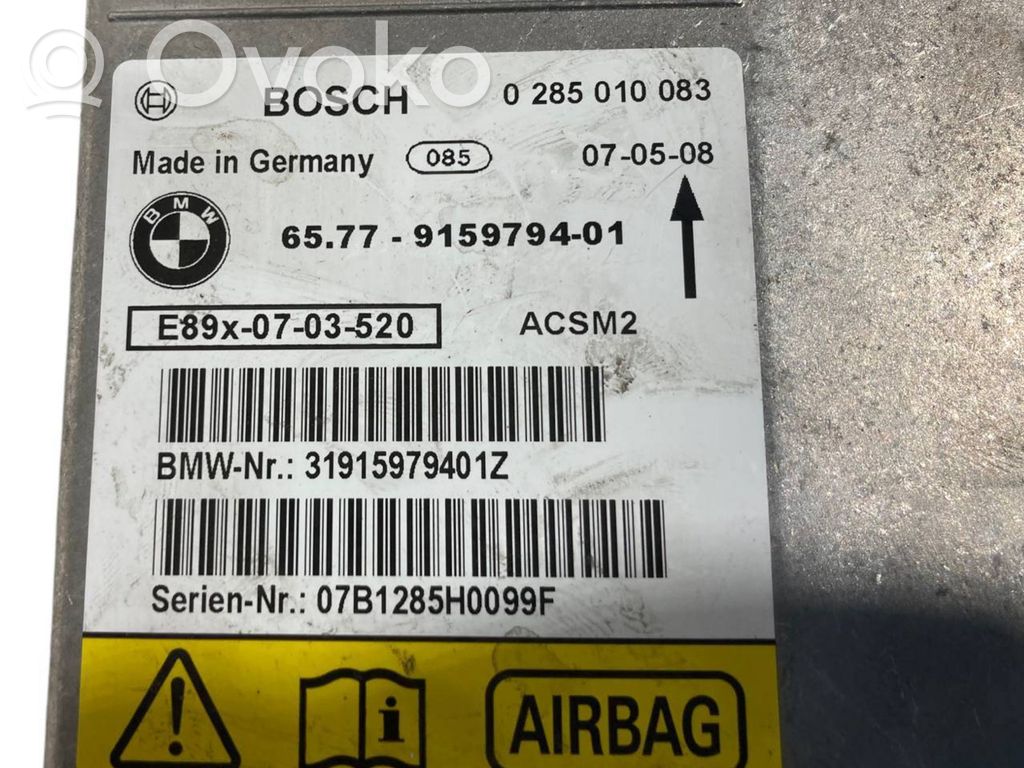 Ovoko
BOSCH 0 285 010 083
Made in Germany 085 07-05-08
BMW 65.77 - 9159794-01
E89x-07-03-520 ACSM2
BMW-Nr.: 31915979401Z
Serien-Nr.: 07B1285H0099F
! i AIRBAG